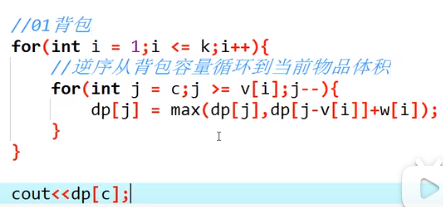 //01背包
for(int i = 1;i <= k;i++){
//逆序从背包容量循环到当前物品体积
for(int j = c;j >= v[i];j--){
dp[j] = max(dp[j],dp[j-v[i]]+w[i]);
}
}
cout<<dp[c];